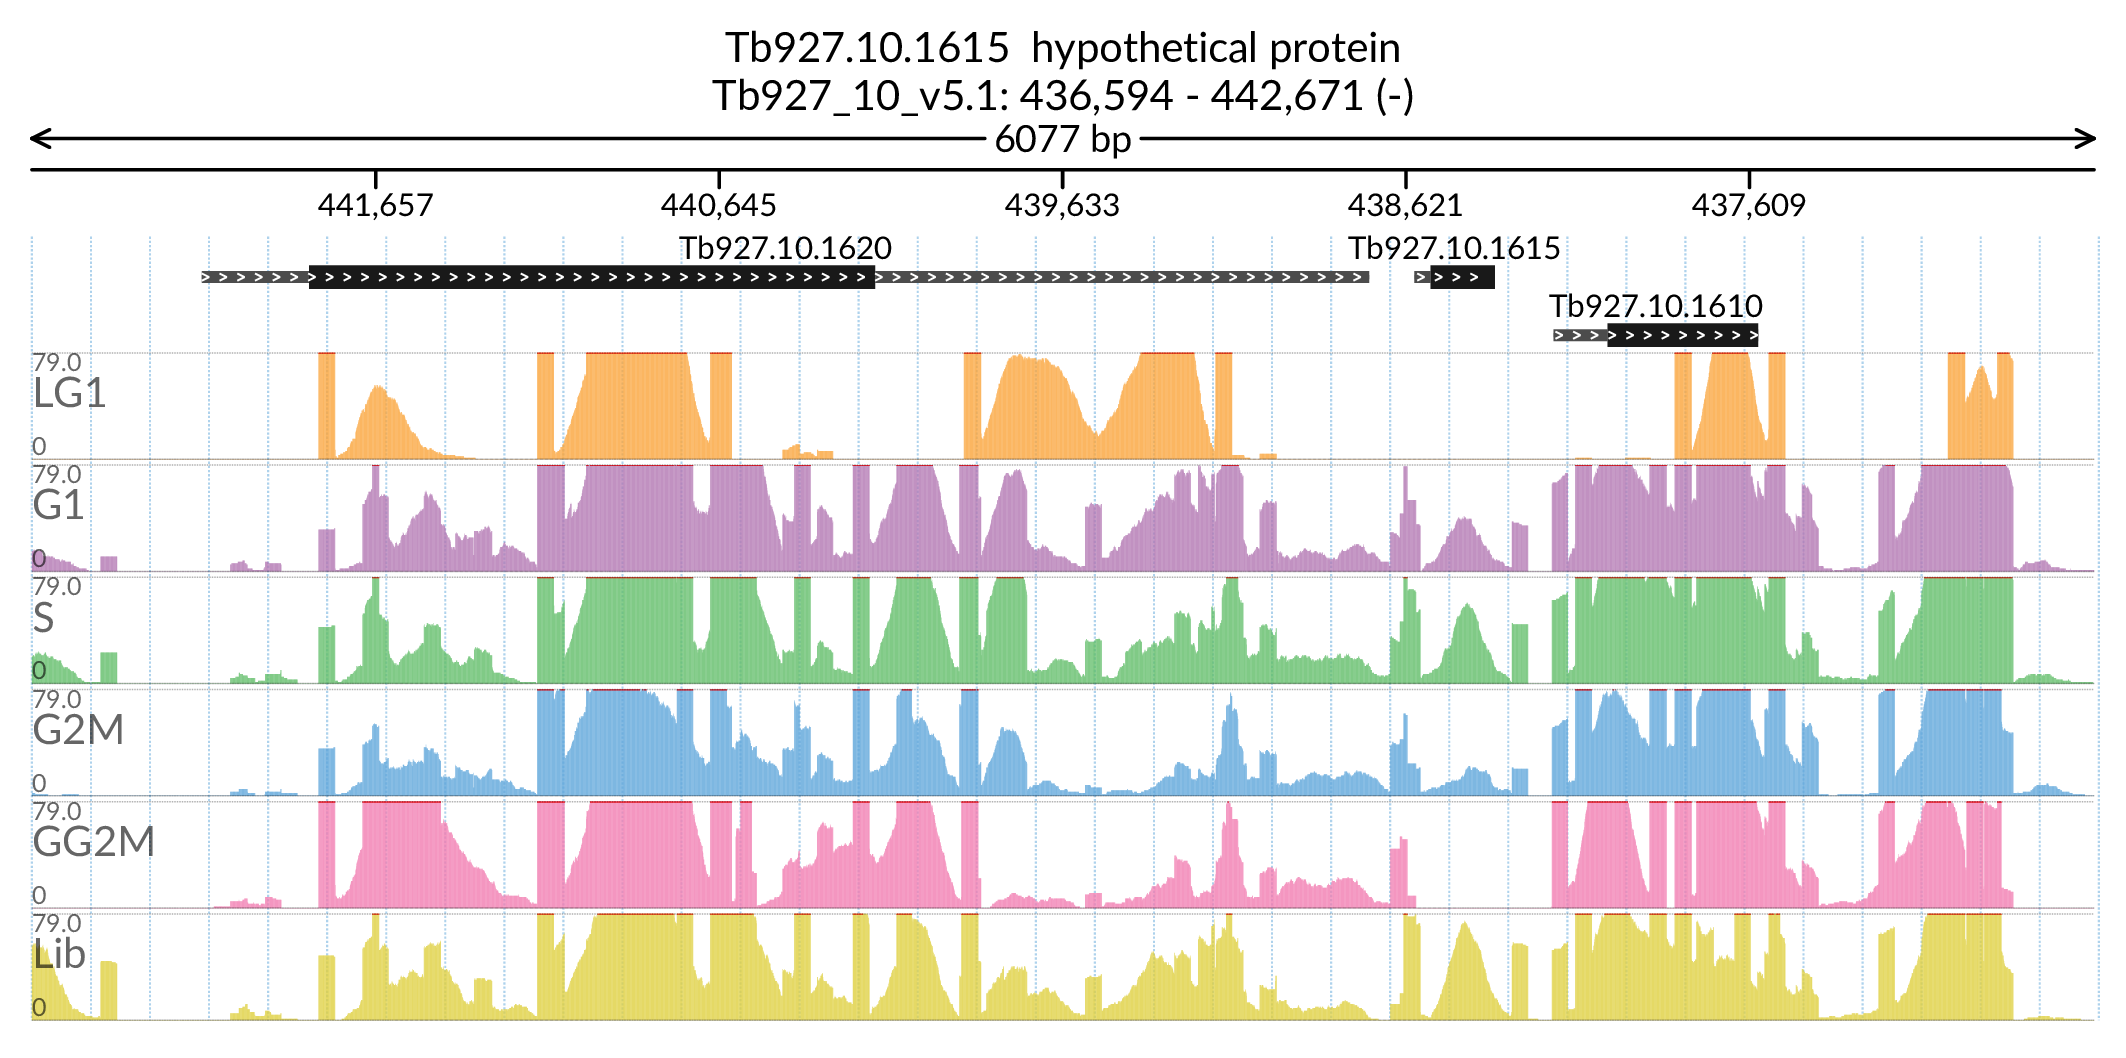 Tb927.10.1615  hypothetical protein
Tb927_10_v5.1: 436,594 - 442,671 (-)
6077 bp
441,657 440,645 439,633 438,621 437,609
Tb927.10.1620 Tb927.10.1615
Tb927.10.1610
79.0
LG1
0
79.0
G1
0
79.0
S
0
79.0
G2M
0
79.0
GG2M
0
79.0
Lib
0